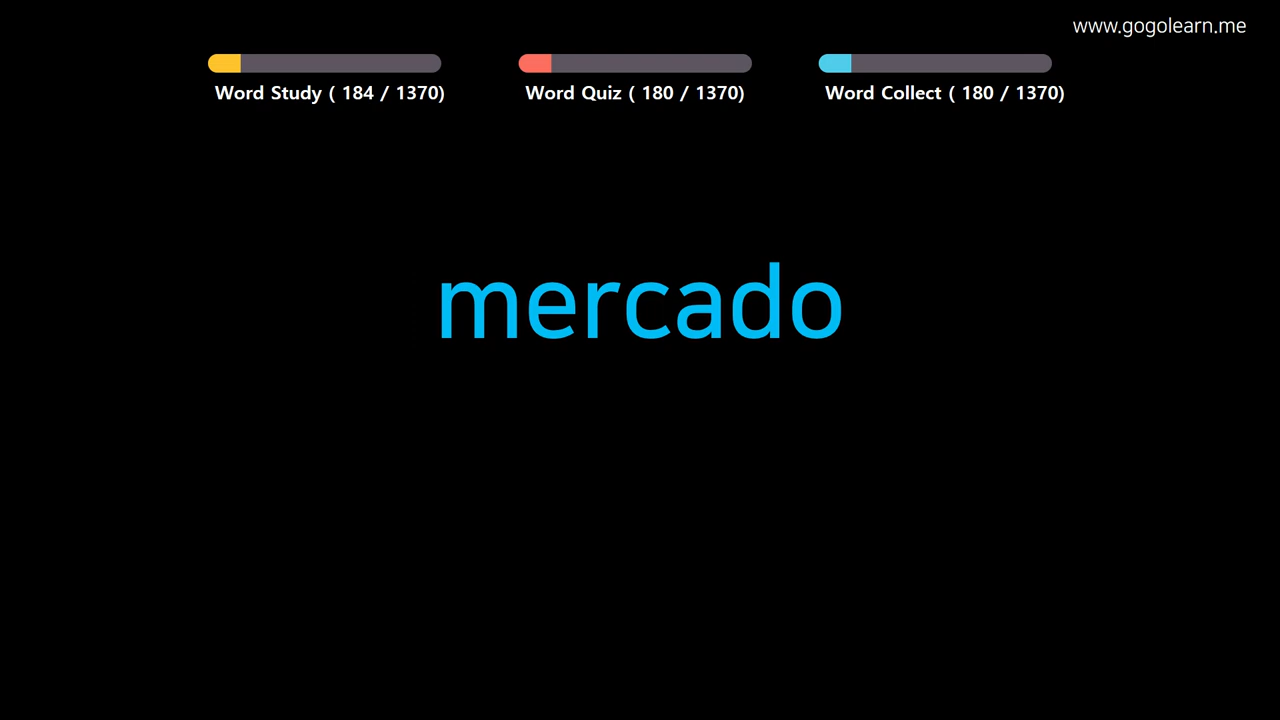 www.gogolearn.me
Word Study ( 184 / 1370)
Word Quiz ( 180 / 1370)
Word Collect ( 180 / 1370)
mercado